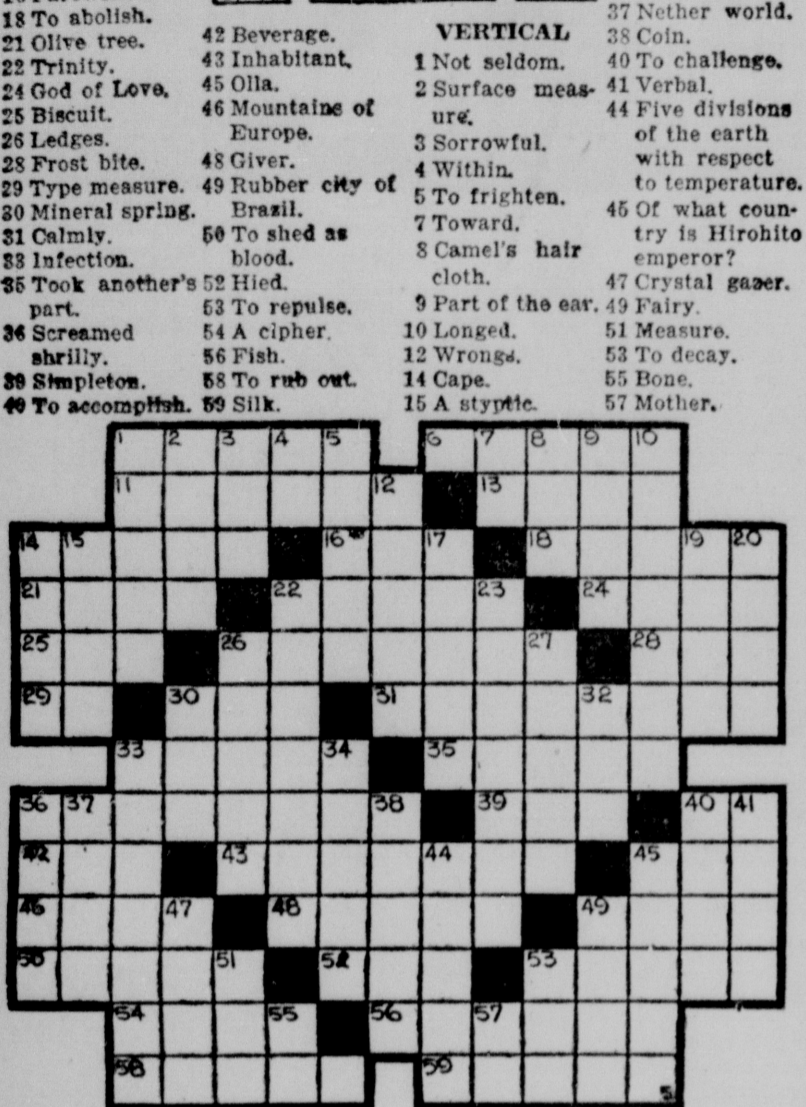 18 To abolish.
21 Olive tree.
22 Trinity.
24 God of Love.
25 Biscuit.
26 Ledges.
28 Frost bite.
29 Type measure.
30 Mineral spring.
31 Calmly.
33 Infection.
35 Took another's
part.
36 Screamed
shrilly.
39 Simpleton.
40 To accomplish.
42 Beverage.
43 Inhabitant.
45 Olla.
46 Mountains of
Europe.
48 Giver.
49 Rubber city of
Brazil.
50 To shed as
blood.
52 Hied.
53 To repulse.
54 A cipher.
56 Fish.
58 To rub out.
59 Silk.
VERTICAL
1 Not seldom.
2 Surface meas-
ure.
3 Sorrowful.
4 Within.
5 To frighten.
7 Toward.
8 Camel's hair
cloth.
9 Part of the ear.
10 Longed.
12 Wrongs.
14 Cape.
15 A styptic.
37 Nether world.
38 Coin.
40 To challenge.
41 Verbal.
44 Five divisions
of the earth
with respect
to temperature.
45 Of what coun-
try is Hirohito
emperor?
47 Crystal gazer.
49 Fairy.
51 Measure.
53 To decay.
55 Bone.
57 Mother.
1 2 3 4 5 6 7 8 9 10
11 12 13
14 15 16 17 18 19 20
21 22 23 24
25 26 27 28
29 30 31 32
33 34 35
36 37 38 39 40 41
42 43 44 45
46 47 48 49
50 51 52 53
54 55 56 57
58 59
5